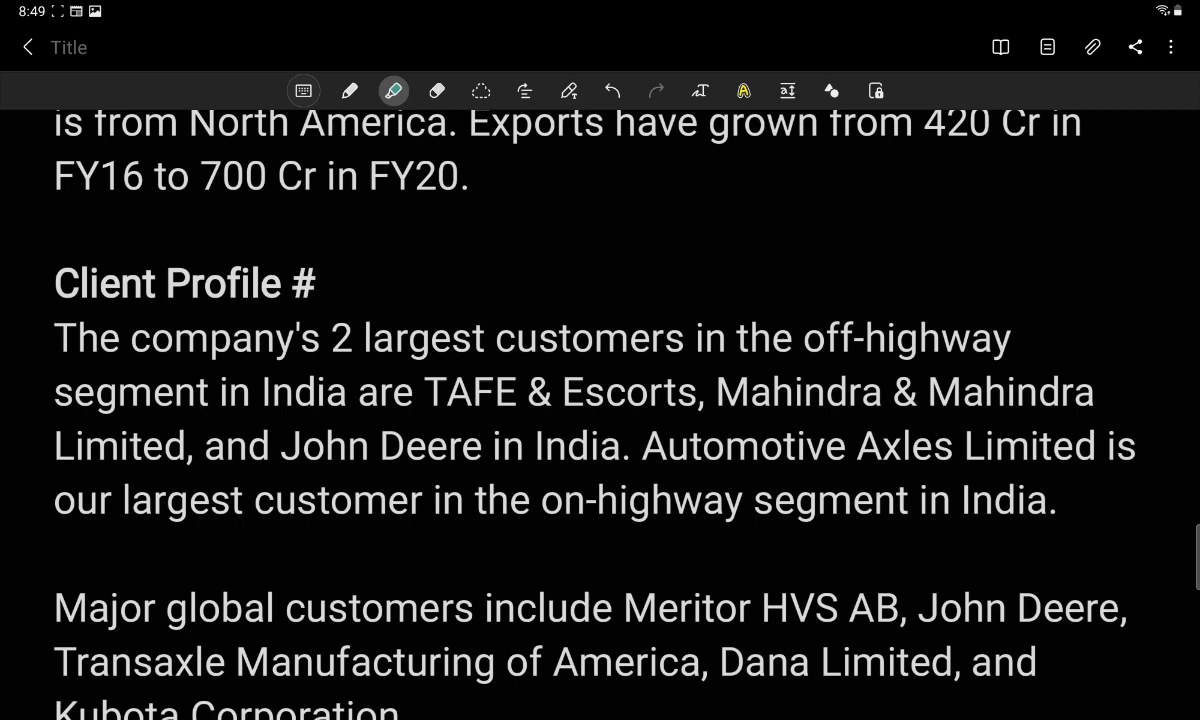 8:49
Title
is from North America. Exports have grown from 420 Cr in
FY16 to 700 Cr in FY20.
Client Profile #
The company's 2 largest customers in the off-highway
segment in India are TAFE & Escorts, Mahindra & Mahindra
Limited, and John Deere in India. Automotive Axles Limited is
our largest customer in the on-highway segment in India.
Major global customers include Meritor HVS AB, John Deere,
Transaxle Manufacturing of America, Dana Limited, and
Kubota Corporation